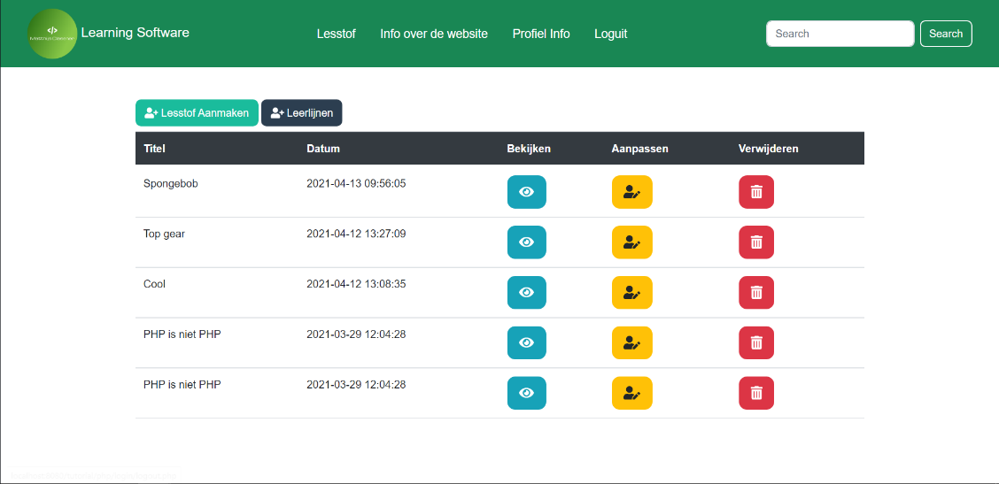 </>
Learning Software
Lesstof Info over de website Profiel Info Loguit
Search Search
Lesstof Aanmaken Leerlijnen
Titel Datum Bekijken Aanpassen Verwijderen
Spongebob 2021-04-13 09:56:05
Top gear 2021-04-12 13:27:09
Cool 2021-04-12 13:08:35
PHP is niet PHP 2021-03-29 12:04:28
PHP is niet PHP 2021-03-29 12:04:28